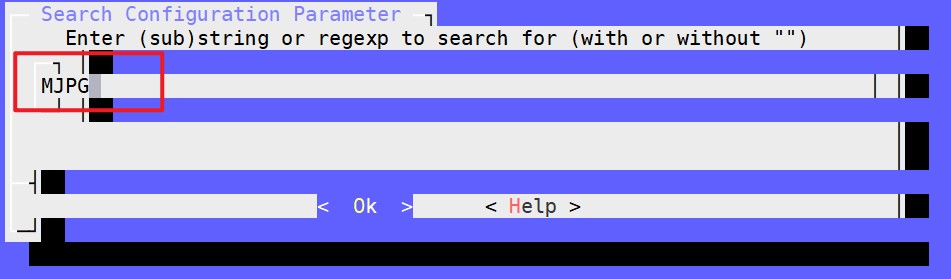 Search Configuration Parameter
Enter (sub)string or regexp to search for (with or without "")
MJPG
< Ok > < Help >